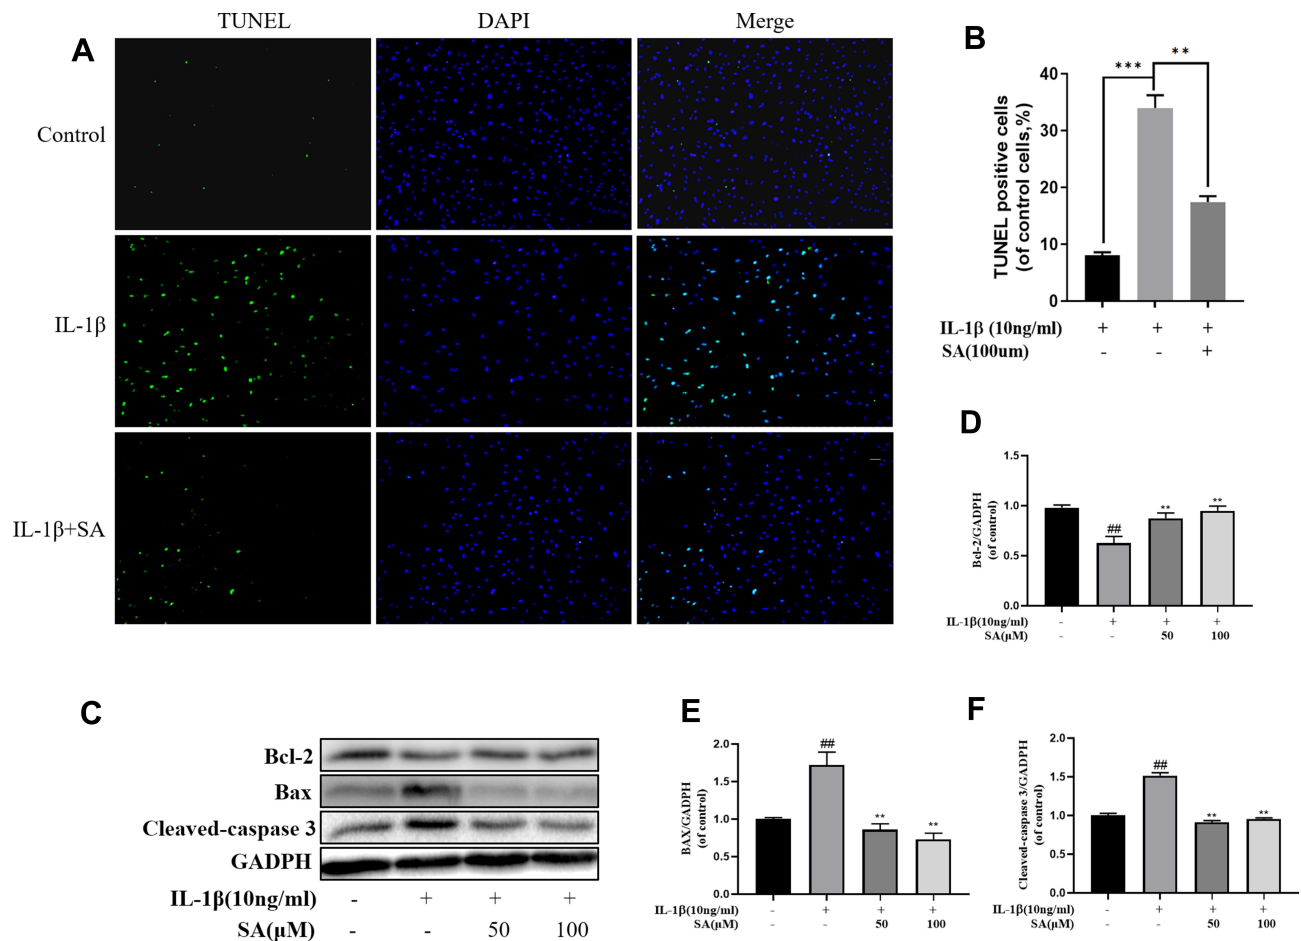 TUNEL DAPI Merge
A
Control
IL-1β
IL-1β+SA
B
*** **
40
30
20
10
0
TUNEL positive cells
(of control cells,%)
IL-1β (10ng/ml) + + +
SA(100um) - - +
D
1.5
1.0
0.5
0.0
Bcl-2/GADPH
(of control)
## ** **
IL-1β(10ng/ml) - + + +
SA(μM) - - 50 100
C
Bcl-2
Bax
Cleaved-caspase 3
GADPH
IL-1β(10ng/ml) - + + +
SA(μM) - - 50 100
E
2.0
1.5
1.0
0.5
0.0
BAX/GADPH
(of control)
## ** **
IL-1β(10ng/ml) - + + +
SA(μM) - - 50 100
F
2.0
1.5
1.0
0.5
0.0
Cleaved-caspase 3/GADPH
(of control)
## ** **
IL-1β(10ng/ml) - + + +
SA(μM) - - 50 100